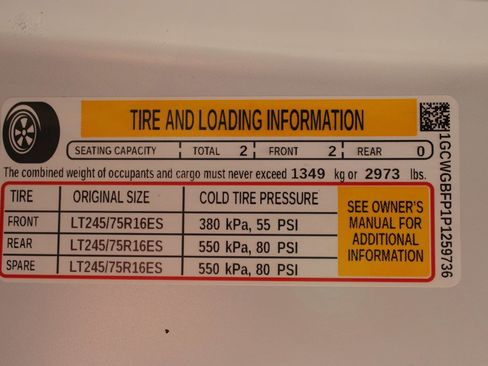 TIRE AND LOADING INFORMATION
SEATING CAPACITY TOTAL 2 FRONT 2 REAR 0
The combined weight of occupants and cargo must never exceed 1349 kg or 2973 lbs.
TIRE ORIGINAL SIZE COLD TIRE PRESSURE
FRONT LT245/75R16ES 380 kPa, 55 PSI
REAR LT245/75R16ES 550 kPa, 80 PSI
SPARE LT245/75R16ES 550 kPa, 80 PSI
SEE OWNER'S
MANUAL FOR
ADDITIONAL
INFORMATION
1GCWGBFP1P1259736